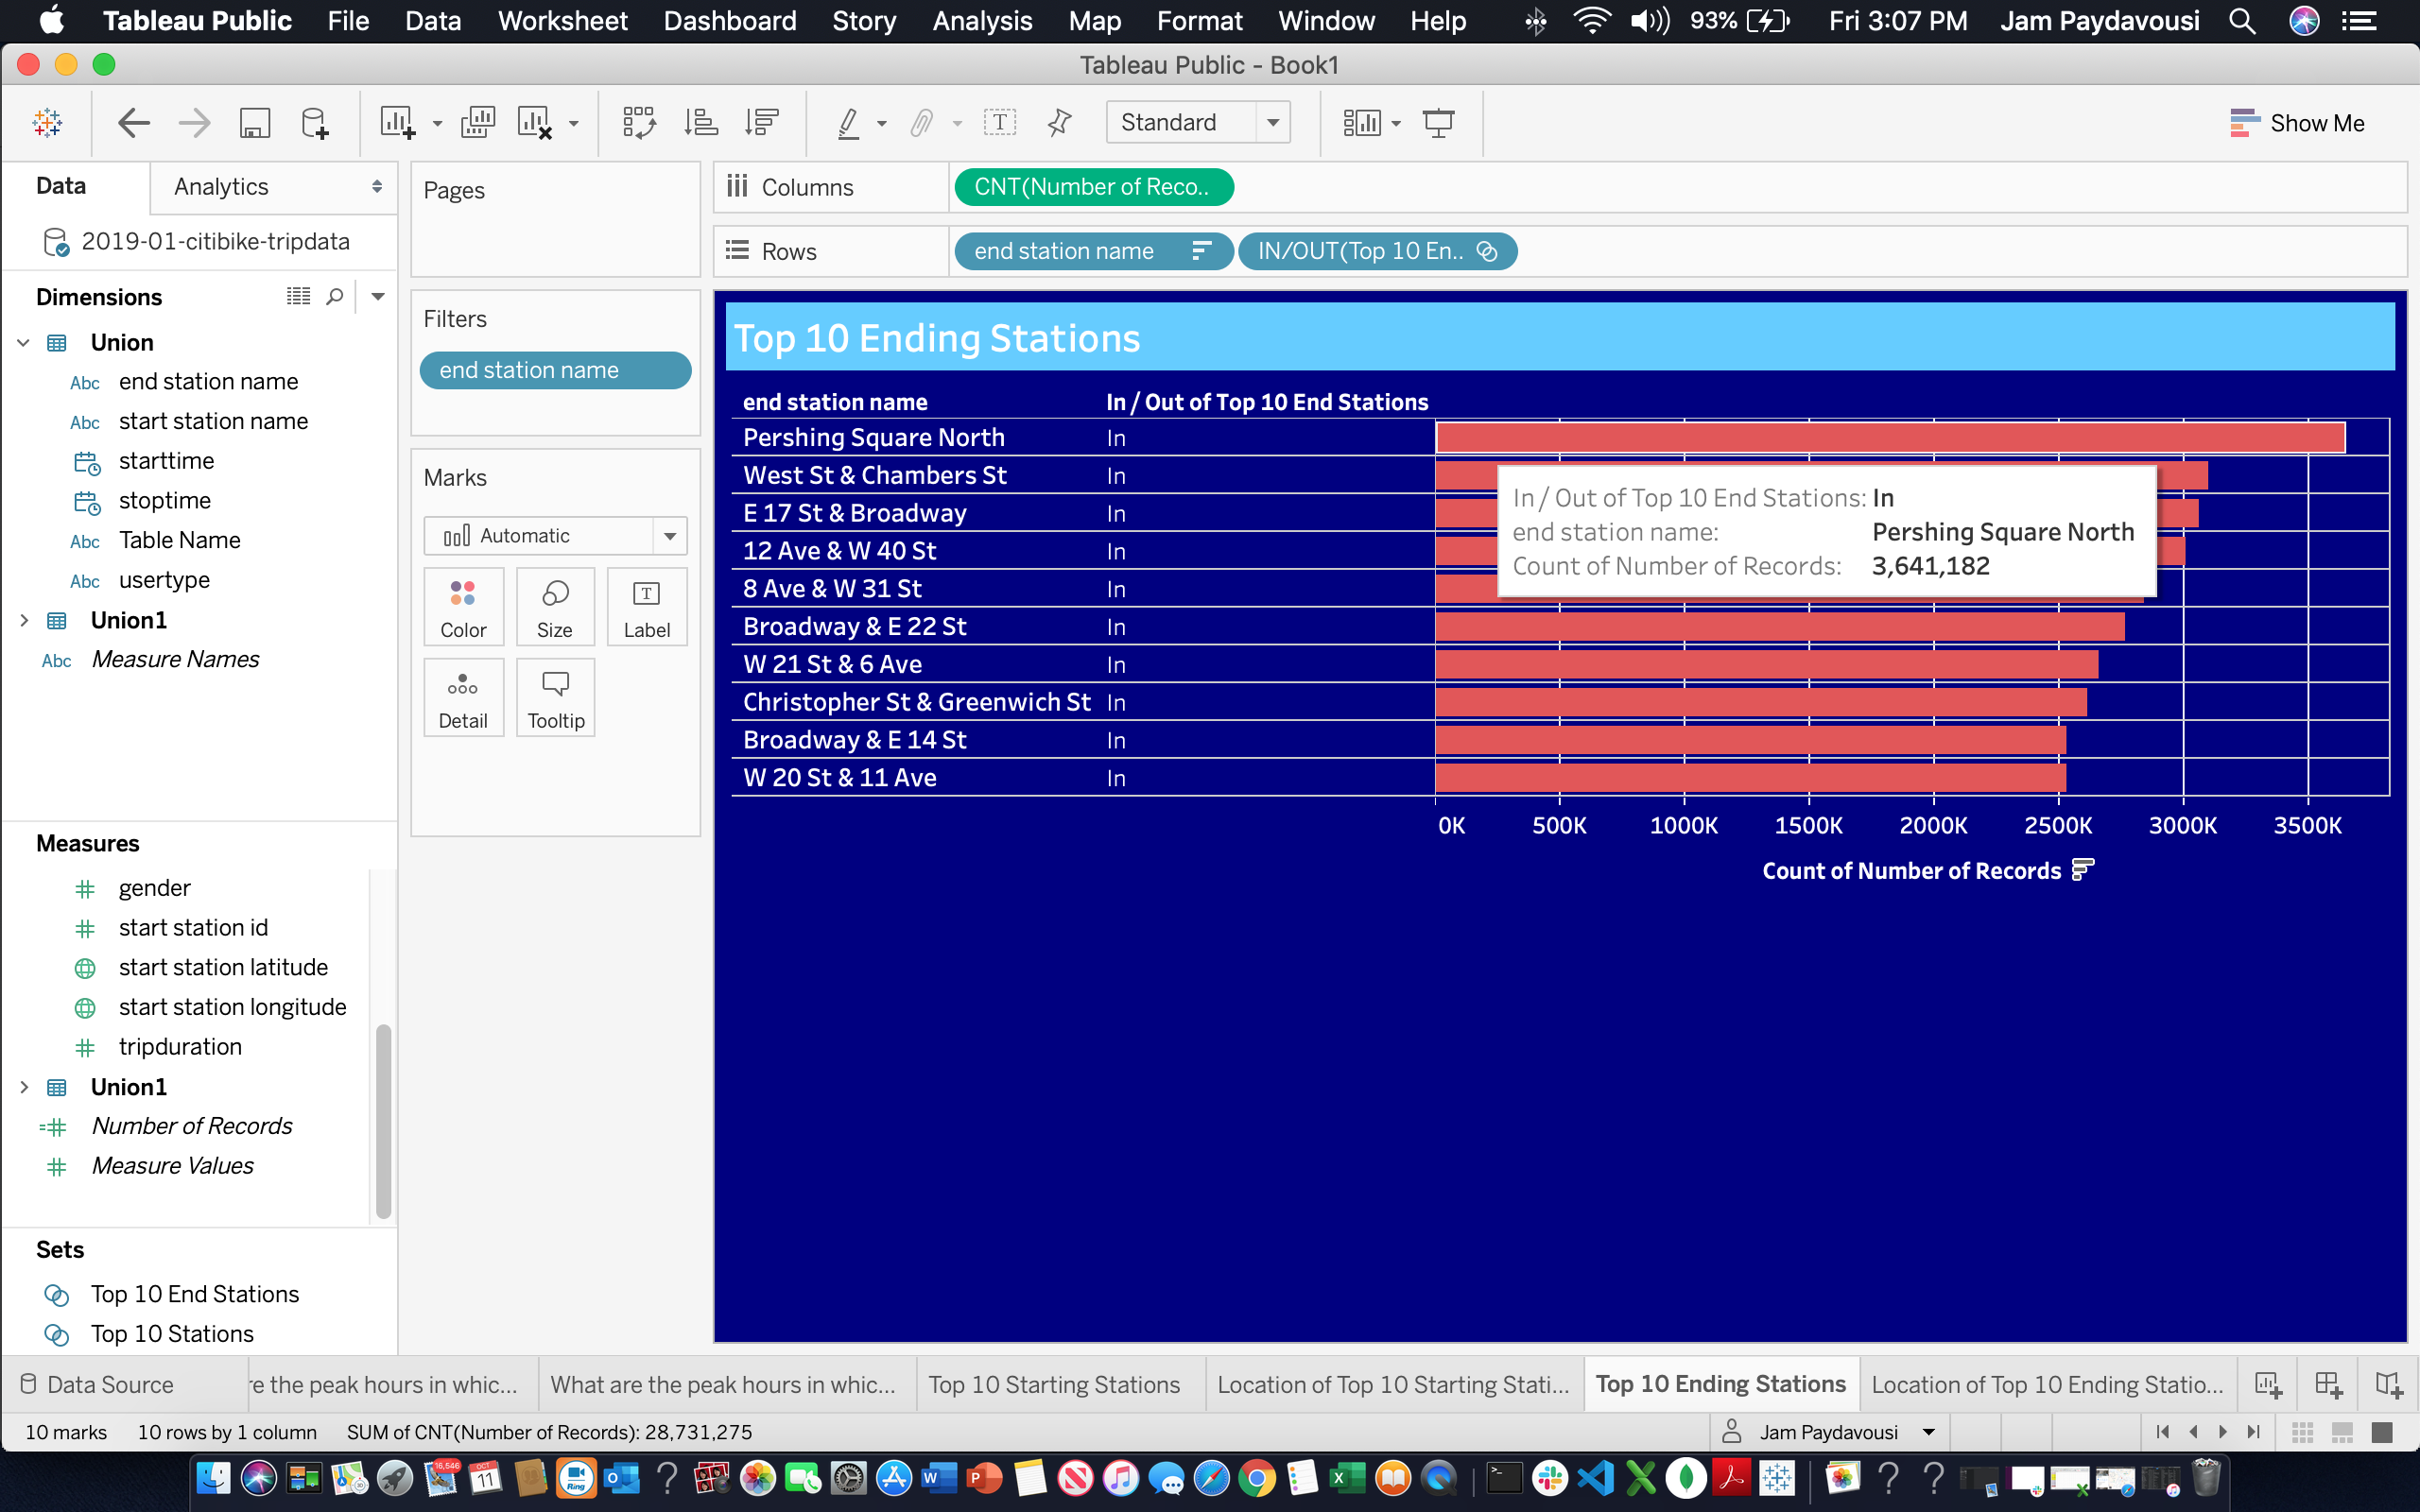 Tableau Public File Data Worksheet Dashboard Story Analysis Map Format Window Help 93% Fri 3:07 PM Jam Paydavousi
Tableau Public - Book1
Standard
Show Me
Data Analytics
2019-01-citibike-tripdata
Dimensions
Union
Abc end station name
Abc start station name
starttime
stoptime
Abc Table Name
Abc usertype
Union1
Abc Measure Names
Measures
gender
start station id
start station latitude
start station longitude
tripduration
Union1
Number of Records
Measure Values
Sets
Top 10 End Stations
Top 10 Stations
Pages
Filters
end station name
Marks
Automatic
Color Size Label
Detail Tooltip
Columns CNT(Number of Reco..
Rows end station name IN/OUT(Top 10 En..
Top 10 Ending Stations
end station name In / Out of Top 10 End Stations
Pershing Square North In
West St & Chambers St In
E 17 St & Broadway In
12 Ave & W 40 St In
8 Ave & W 31 St In
Broadway & E 22 St In
W 21 St & 6 Ave In
Christopher St & Greenwich St In
Broadway & E 14 St In
W 20 St & 11 Ave In
In / Out of Top 10 End Stations: In
end station name: Pershing Square North
Count of Number of Records: 3,641,182
0K 500K 1000K 1500K 2000K 2500K 3000K 3500K
Count of Number of Records
Data Source re the peak hours in whic... What are the peak hours in whic... Top 10 Starting Stations Location of Top 10 Starting Stati... Top 10 Ending Stations Location of Top 10 Ending Statio...
10 marks 10 rows by 1 column SUM of CNT(Number of Records): 28,731,275 Jam Paydavousi
16,546
OCT
11
Ring